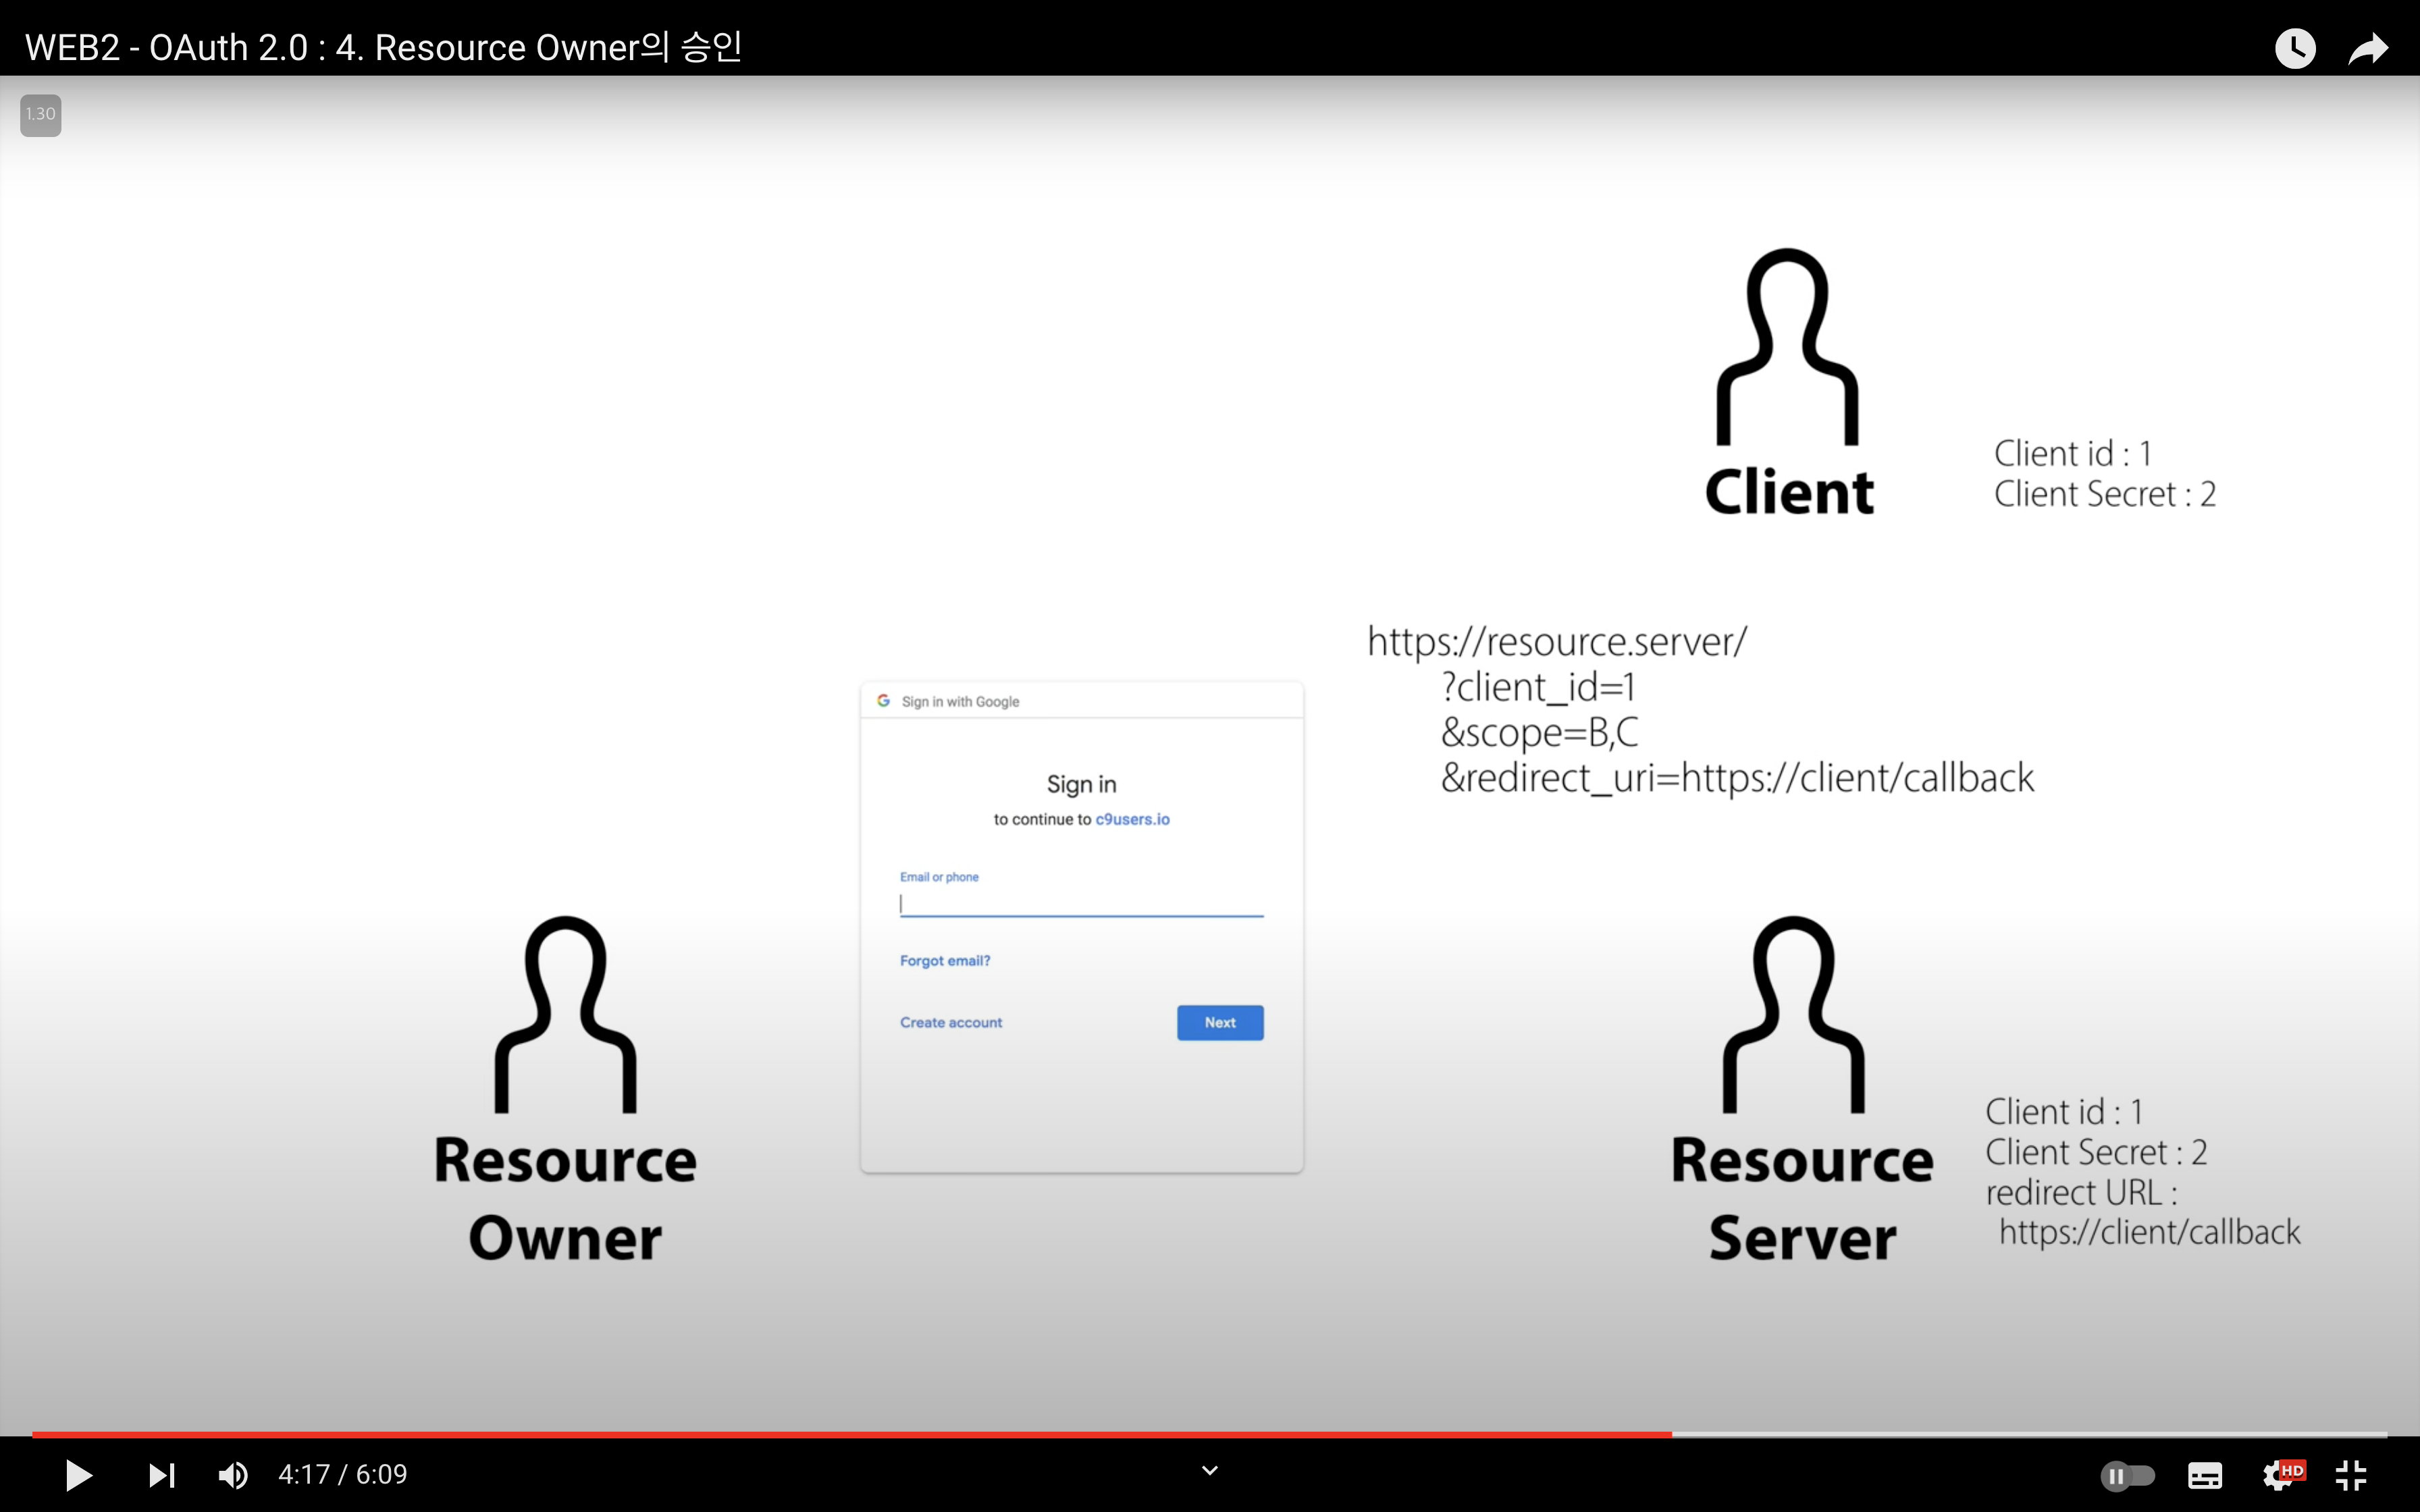 WEB2 - OAuth 2.0 : 4. Resource Owner의 승인
1.30
Client
Client id : 1
Client Secret : 2
https://resource.server/
?client_id=1
&scope=B,C
&redirect_uri=https://client/callback
Sign in with Google
Sign in
to continue to c9users.io
Email or phone
Forgot email?
Create account
Next
Resource
Owner
Resource
Server
Client id : 1
Client Secret : 2
redirect URL :
https://client/callback
4:17 / 6:09
HD